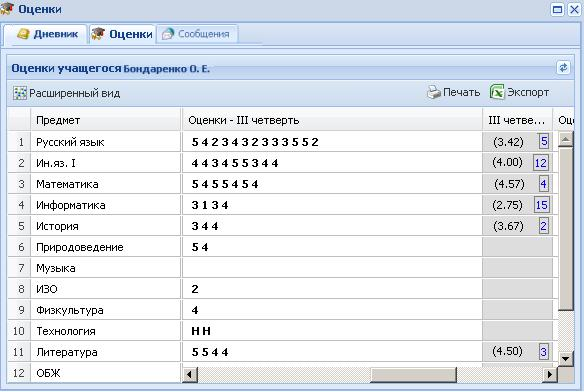 Оценки
Дневник Оценки Сообщения
Оценки учащегося Бондаренко О. Е.
Расширенный вид Печать Экспорт
Предмет Оценки - III четверть III четве... Оце
1 Русский язык 5 4 2 3 4 3 2 3 3 3 5 5 2 (3.42) 5
2 Ин.яз. I 4 4 3 4 5 5 3 4 4 (4.00) 12
3 Математика 5 4 5 5 4 5 4 (4.57) 4
4 Информатика 3 1 3 4 (2.75) 15
5 История 3 4 4 (3.67) 2
6 Природоведение 5 4
7 Музыка
8 ИЗО 2
9 Физкультура 4
10 Технология Н Н
11 Литература 5 5 4 4 (4.50) 3
12 ОБЖ